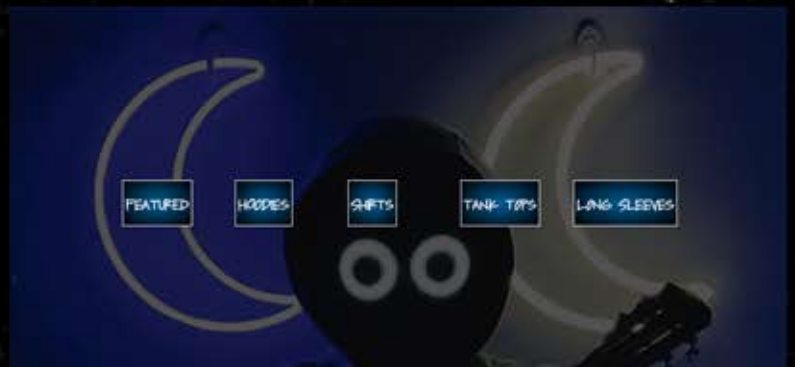 FEATURED
HOODIES
SHIRTS
TANK TOPS
LONG SLEEVES